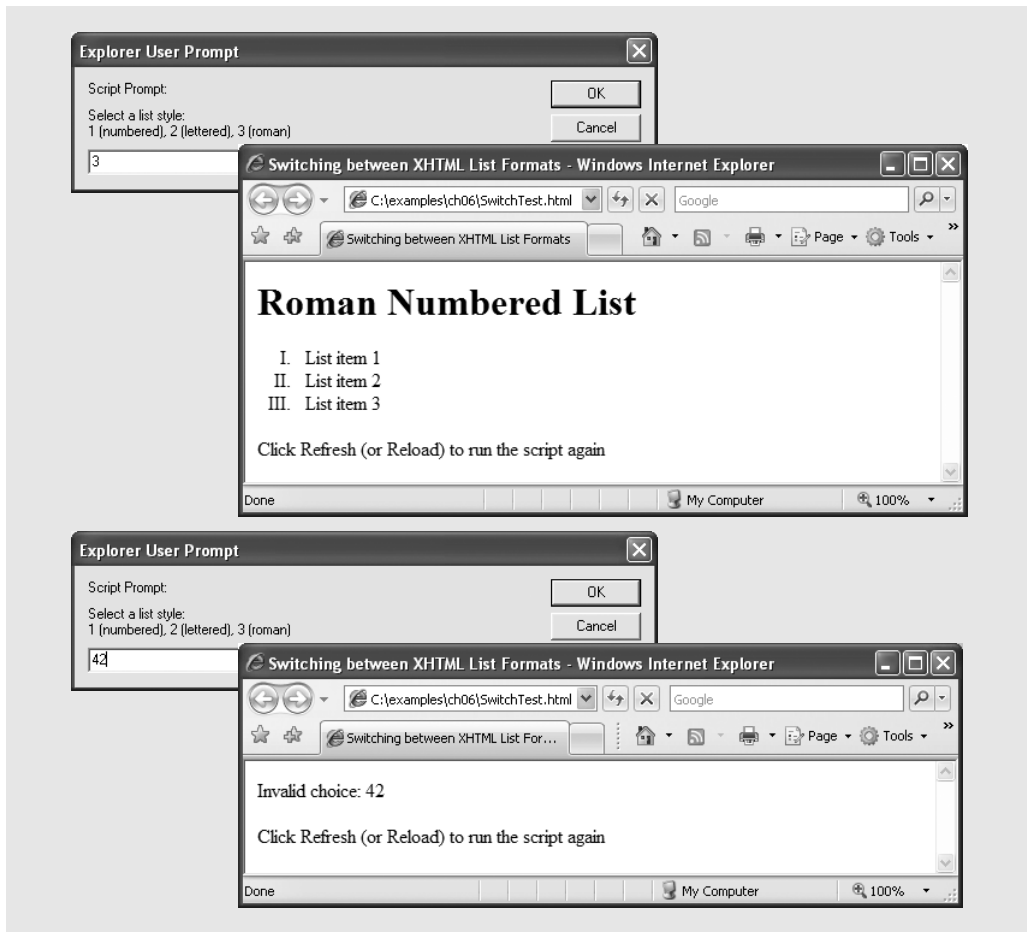 Explorer User Prompt
Script Prompt:
OK
Select a list style:
1 (numbered), 2 (lettered), 3 (roman)
Cancel
3
Switching between XHTML List Formats - Windows Internet Explorer
C:\examples\ch06\SwitchTest.html
Google
Switching between XHTML List Formats
Page
Tools
»
Roman Numbered List
I. List item 1
II. List item 2
III. List item 3
Click Refresh (or Reload) to run the script again
Done
My Computer
100%
Explorer User Prompt
Script Prompt:
OK
Select a list style:
1 (numbered), 2 (lettered), 3 (roman)
Cancel
42
Switching between XHTML List Formats - Windows Internet Explorer
C:\examples\ch06\SwitchTest.html
Google
Switching between XHTML List For...
Page
Tools
»
Invalid choice: 42
Click Refresh (or Reload) to run the script again
Done
My Computer
100%